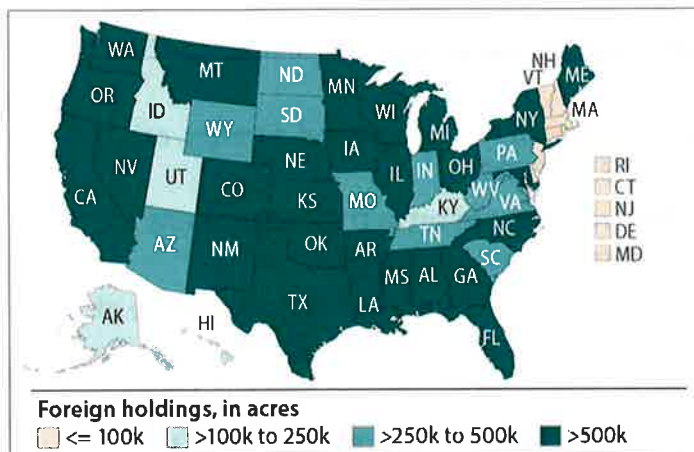 WA
MT
ND
MN
NH
VT
ME
OR
ID
WY
SD
WI
MI
NY
MA
NV
UT
NE
IA
IL
IN
OH
PA
RI
CT
NJ
DE
MD
CA
CO
KS
MO
KY
WV
VA
AZ
NM
OK
AR
TN
NC
SC
TX
LA
MS
AL
GA
FL
AK
HI
Foreign holdings, in acres
<= 100k >100k to 250k >250k to 500k >500k